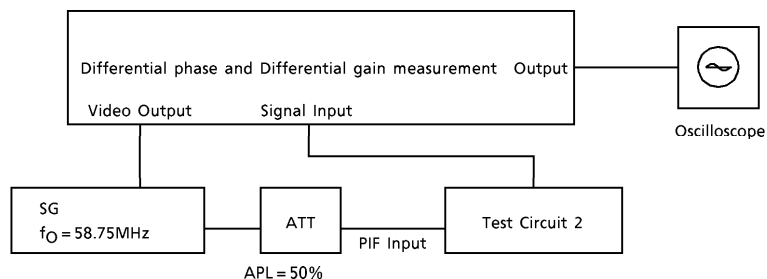 Differential phase and Differential gain measurement Output
Video Output Signal Input
Oscilloscope
SG
fO = 58.75MHz
ATT
Test Circuit 2
PIF Input
APL = 50%